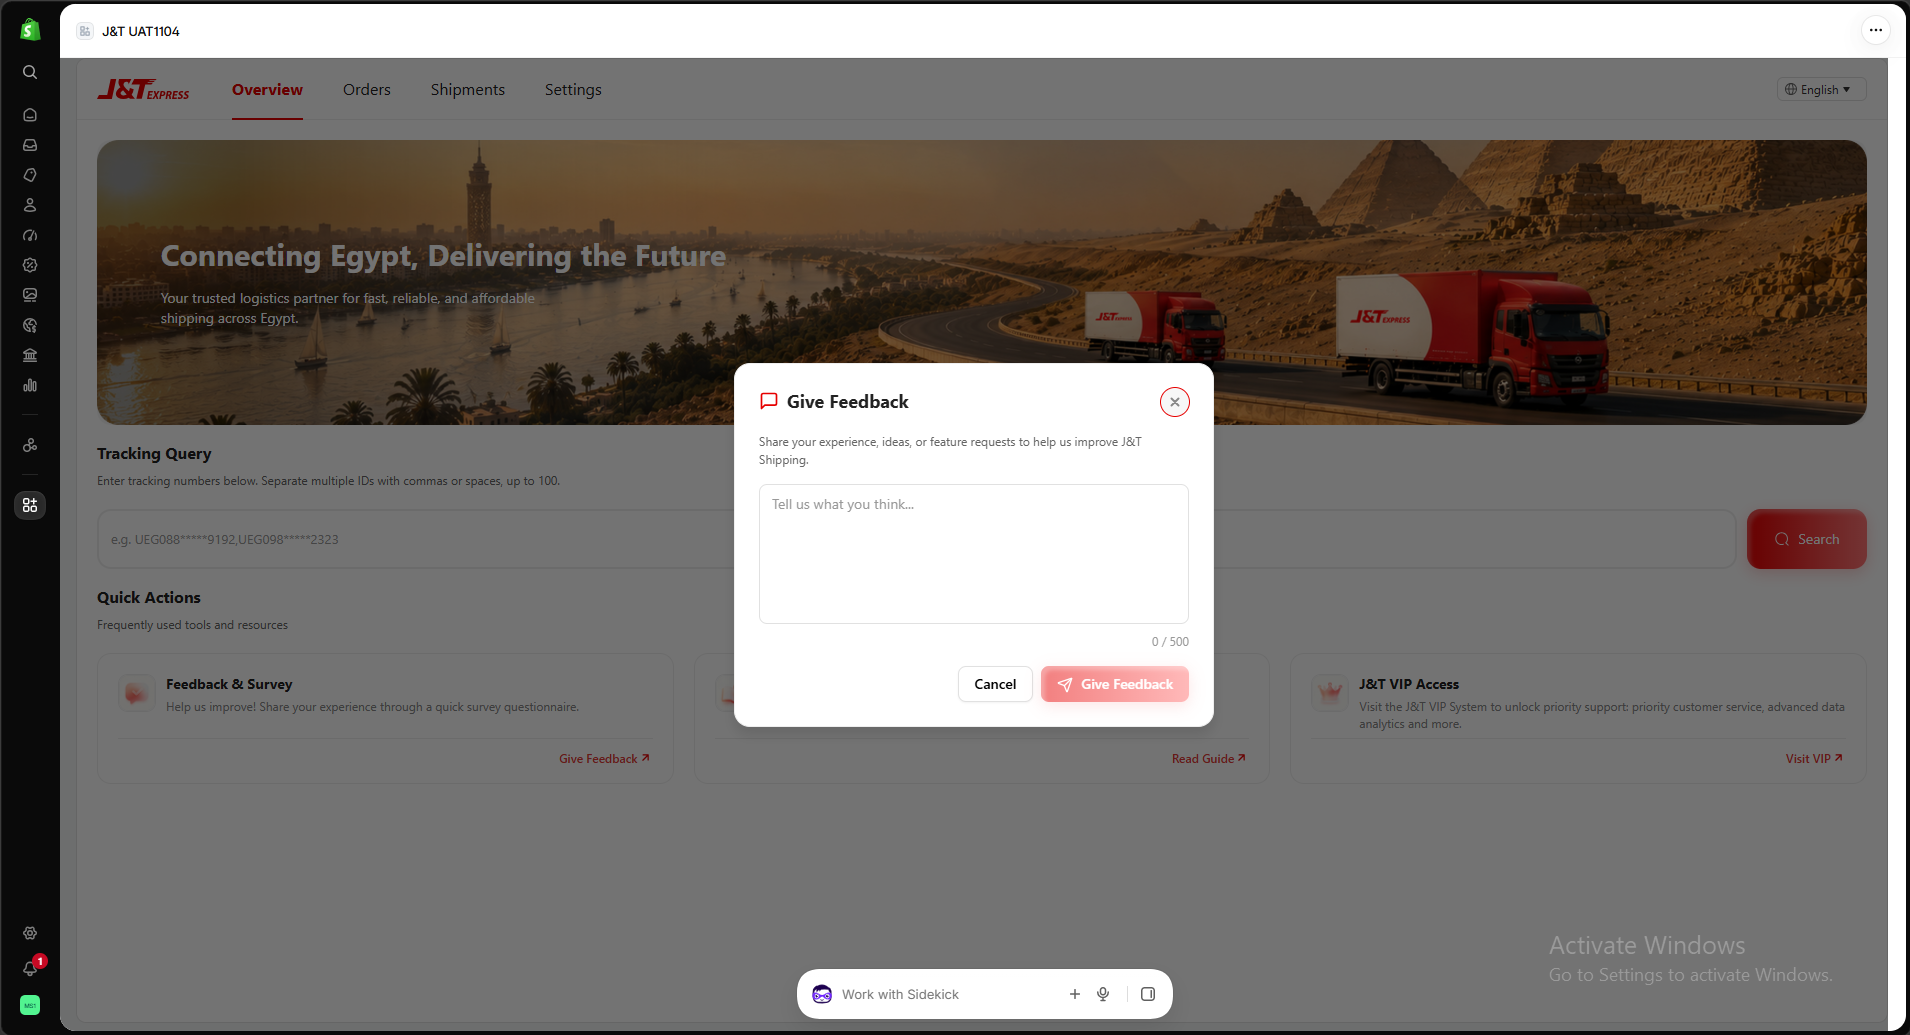 J&T UAT1104
J&T EXPRESS
Overview
Orders
Shipments
Settings
English
Connecting Egypt, Delivering the Future
Your trusted logistics partner for fast, reliable, and affordable
shipping across Egypt.
J&T EXPRESS
J&T EXPRESS
Give Feedback
Share your experience, ideas, or feature requests to help us improve J&T
Shipping.
Tell us what you think...
0 / 500
Cancel
Give Feedback
Tracking Query
Enter tracking numbers below. Separate multiple IDs with commas or spaces, up to 100.
e.g. UEG088*****9192,UEG098*****2323
Search
Quick Actions
Frequently used tools and resources
Feedback & Survey
Help us improve! Share your experience through a quick survey questionnaire.
Give Feedback
Read Guide
J&T VIP Access
Visit the J&T VIP System to unlock priority support: priority customer service, advanced data
analytics and more.
Visit VIP
1
MST
Activate Windows
Go to Settings to activate Windows.
Work with Sidekick